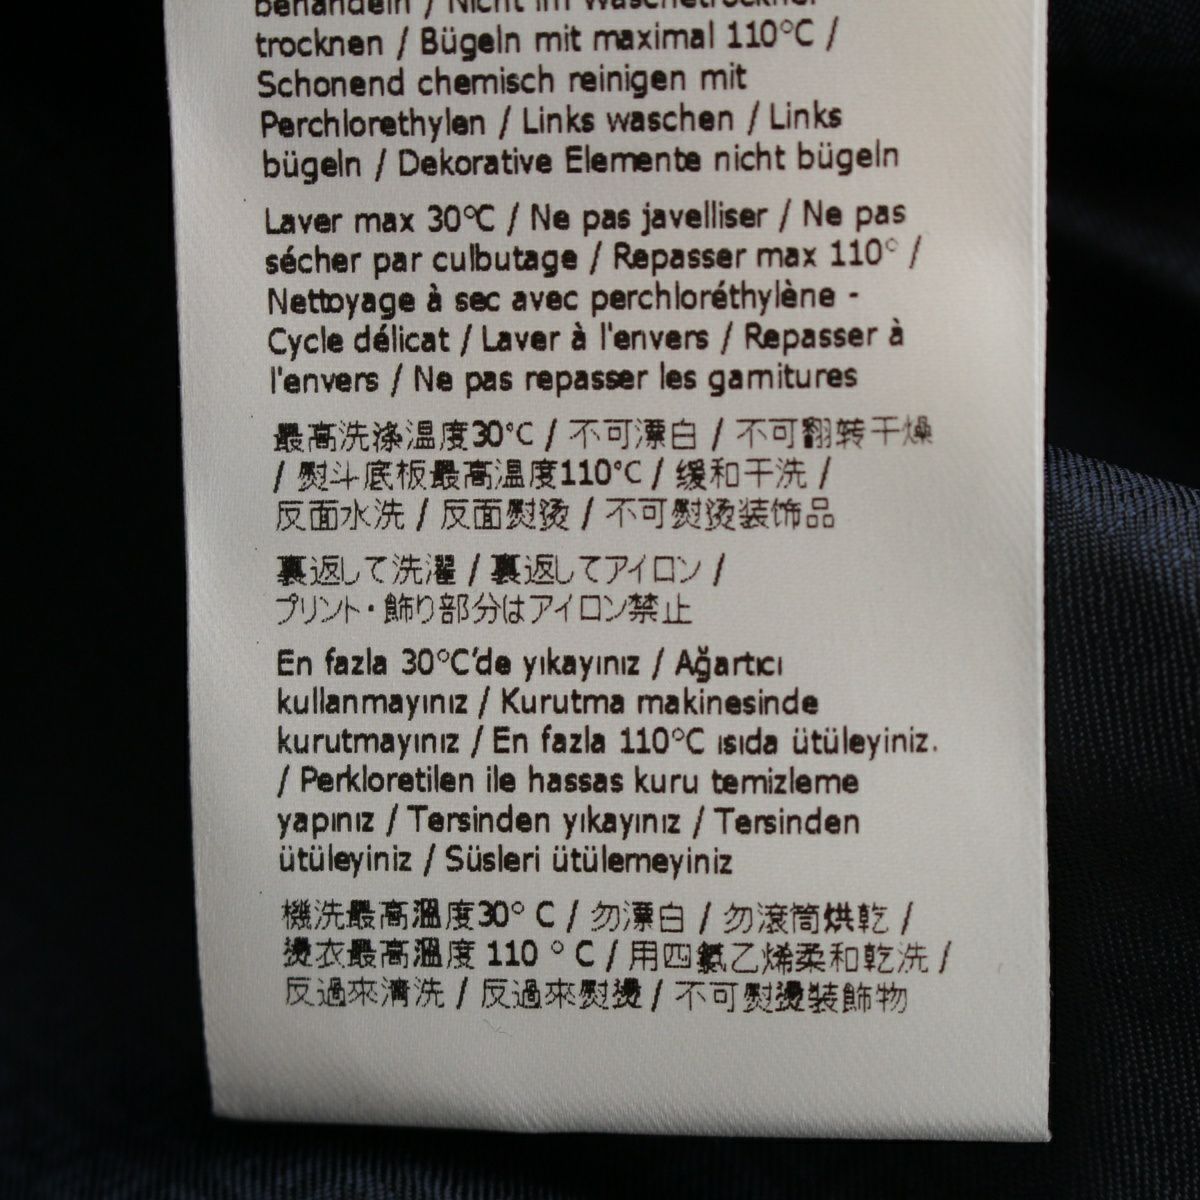 behandeln / Nicht im Wäschetrockner
trocknen / Bügeln mit maximal 110°C /
Schonend chemisch reinigen mit
Perchlorethylen / Links waschen / Links
bügeln / Dekorative Elemente nicht bügeln
Laver max 30°C / Ne pas javelliser / Ne pas
sécher par culbutage / Repasser max 110° /
Nettoyage à sec avec perchloréthylène -
Cycle délicat / Laver à l'envers / Repasser à
l'envers / Ne pas repasser les garnitures
最高洗涤温度30°C / 不可漂白 / 不可翻转干燥
/ 熨斗底板最高温度110°C / 缓和干洗 /
反面水洗 / 反面熨烫 / 不可熨烫装饰品
裏返して洗濯 / 裏返してアイロン /
プリント・飾り部分はアイロン禁止
En fazla 30°C'de yıkayınız / Ağartıcı
kullanmayınız / Kurutma makinesinde
kurutmayınız / En fazla 110°C ısıda ütüleyiniz.
/ Perkloretilen ile hassas kuru temizleme
yapınız / Tersinden yıkayınız / Tersinden
ütüleyiniz / Süsleri ütülemeyiniz
機洗最高溫度30° C / 勿漂白 / 勿滾筒烘乾 /
燙衣最高溫度 110 ° C / 用四氯乙烯柔和乾洗 /
反過來清洗 / 反過來熨燙 / 不可熨燙裝飾物